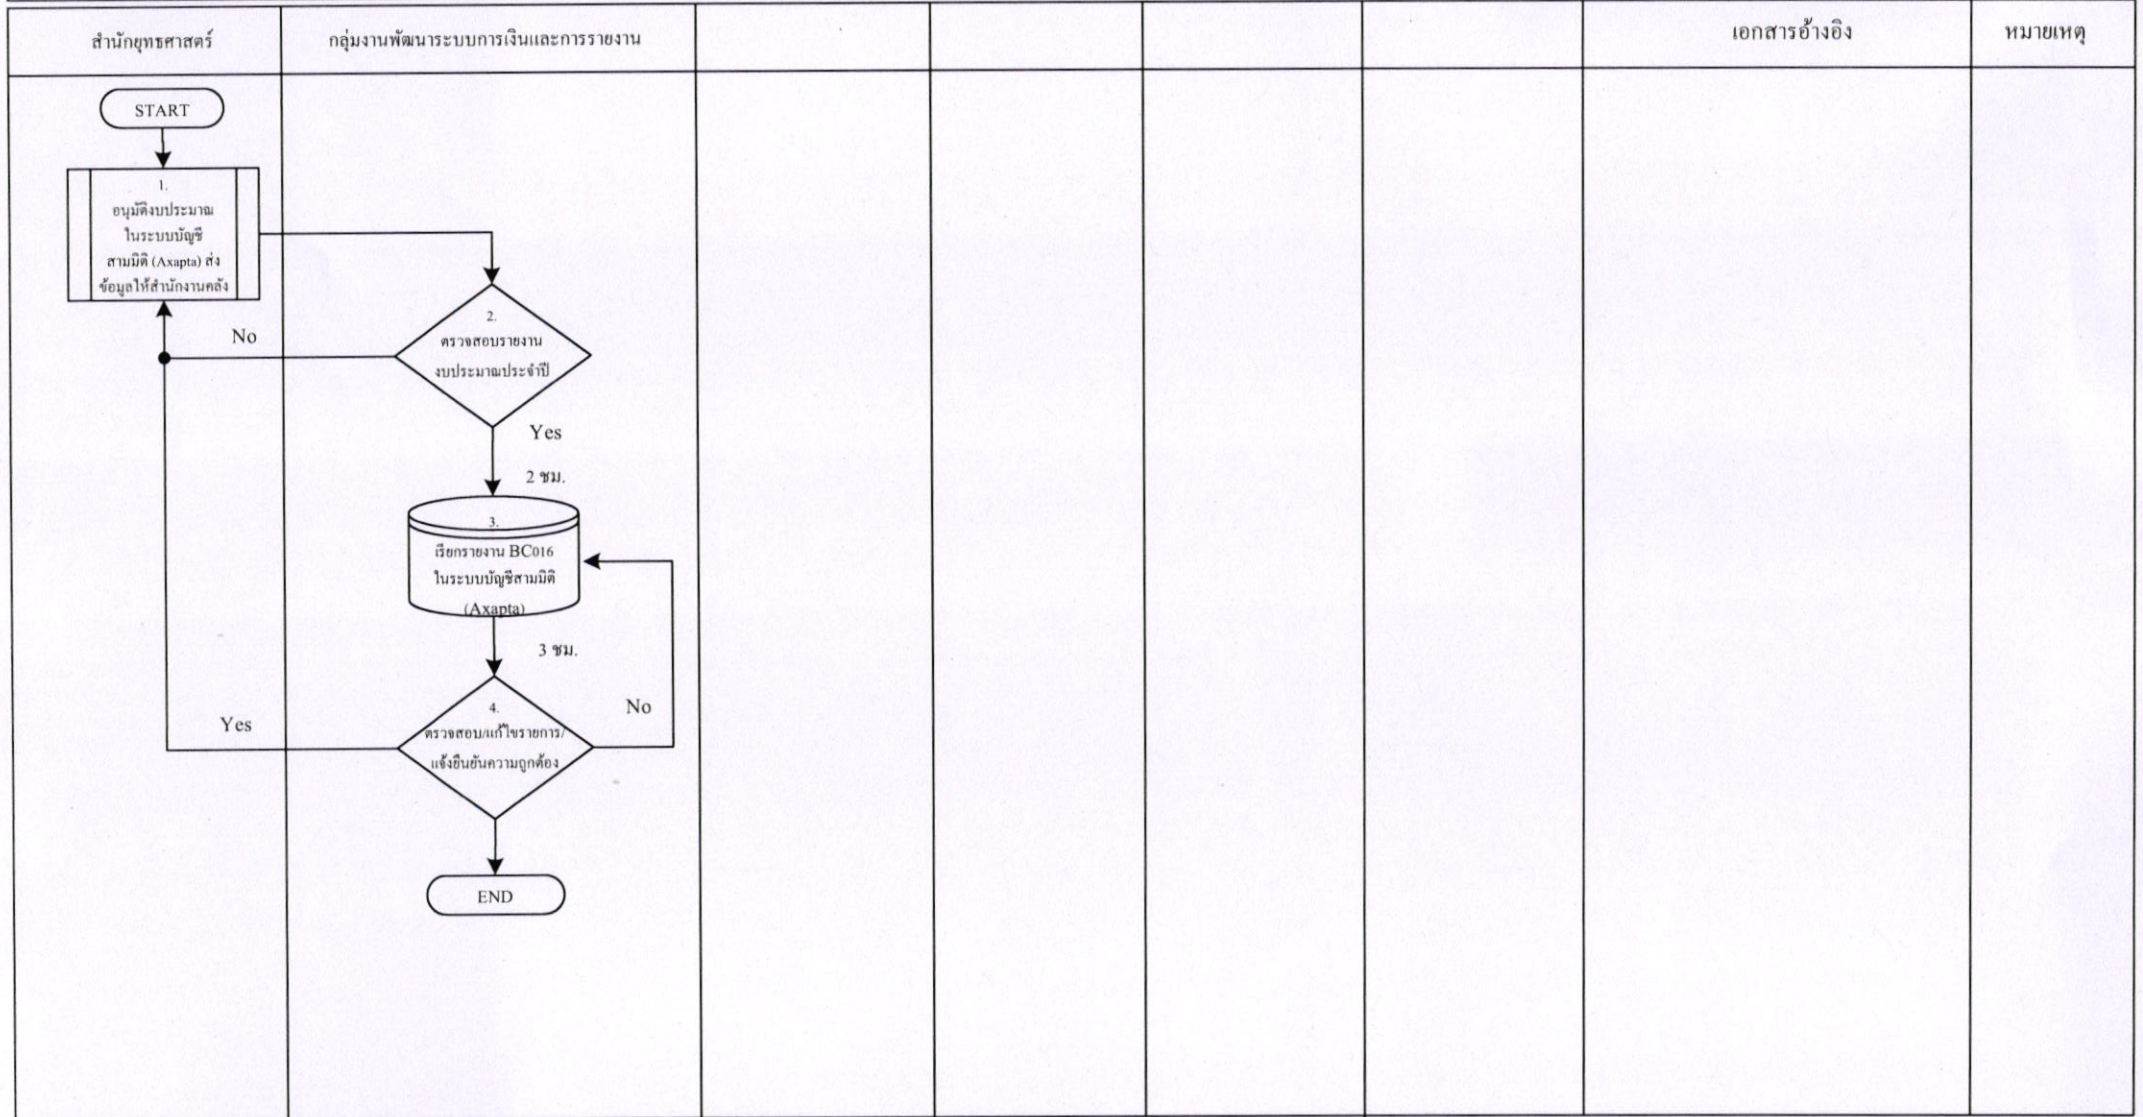 สำนักยุทธศาสตร์
กลุ่มงานพัฒนาระบบการเงินและการรายงาน
เอกสารอ้างอิง
หมายเหตุ
START
1.
อนุมัติงบประมาณ
ในระบบบัญชี
สามมิติ (Axapta) ส่ง
ข้อมูลให้สำนักงานคลัง
2.
ตรวจสอบรายงาน
งบประมาณประจำปี
No
Yes
2 ชม.
3.
เรียกรายงาน BC016
ในระบบบัญชีสามมิติ
(Axapta)
3 ชม.
4.
ตรวจสอบ/แก้ไขรายการ/
แจ้งยืนยันความถูกต้อง
Yes
No
END